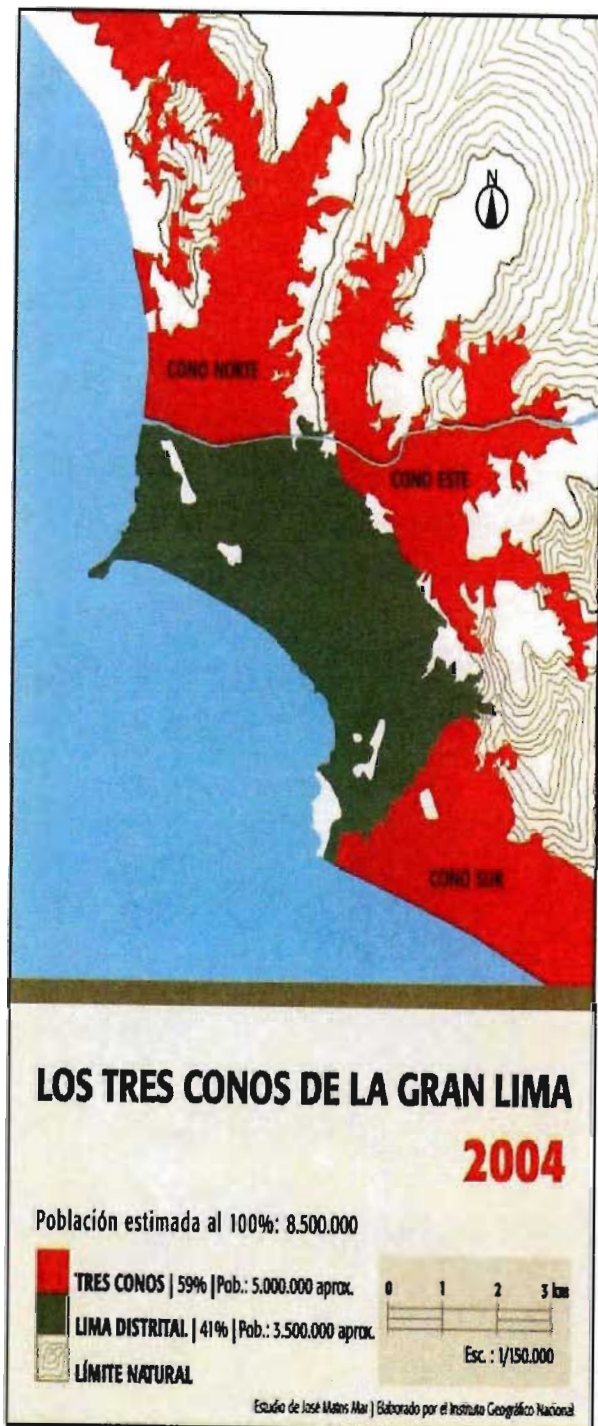 N
CONO NORTE
CONO ESTE
CONO SUR
LOS TRES CONOS DE LA GRAN LIMA
2004
Población estimada al 100%: 8.500.000
TRES CONOS | 59% | Pob.: 5.000.000 aprox.
LIMA DISTRITAL | 41% | Pob.: 3.500.000 aprox.
LÍMITE NATURAL
0 1 2 3 km
Esc. : 1/150.000
Estudio de José Matos Mar | Elaborado por el Instituto Geográfico Nacional